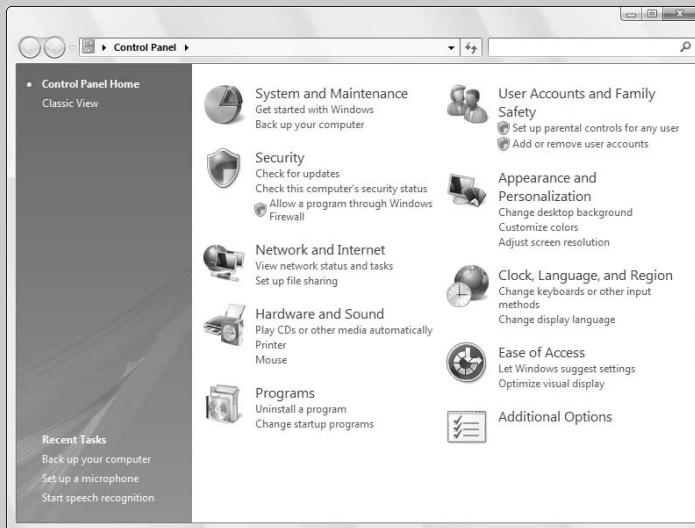 Control Panel
Control Panel Home
Classic View
System and Maintenance
Get started with Windows
Back up your computer
Security
Check for updates
Check this computer's security status
Allow a program through Windows
Firewall
Network and Internet
View network status and tasks
Set up file sharing
Hardware and Sound
Play CDs or other media automatically
Printer
Mouse
Programs
Uninstall a program
Change startup programs
User Accounts and Family
Safety
Set up parental controls for any user
Add or remove user accounts
Appearance and
Personalization
Change desktop background
Customize colors
Adjust screen resolution
Clock, Language, and Region
Change keyboards or other input
methods
Change display language
Ease of Access
Let Windows suggest settings
Optimize visual display
Additional Options
Recent Tasks
Back up your computer
Set up a microphone
Start speech recognition